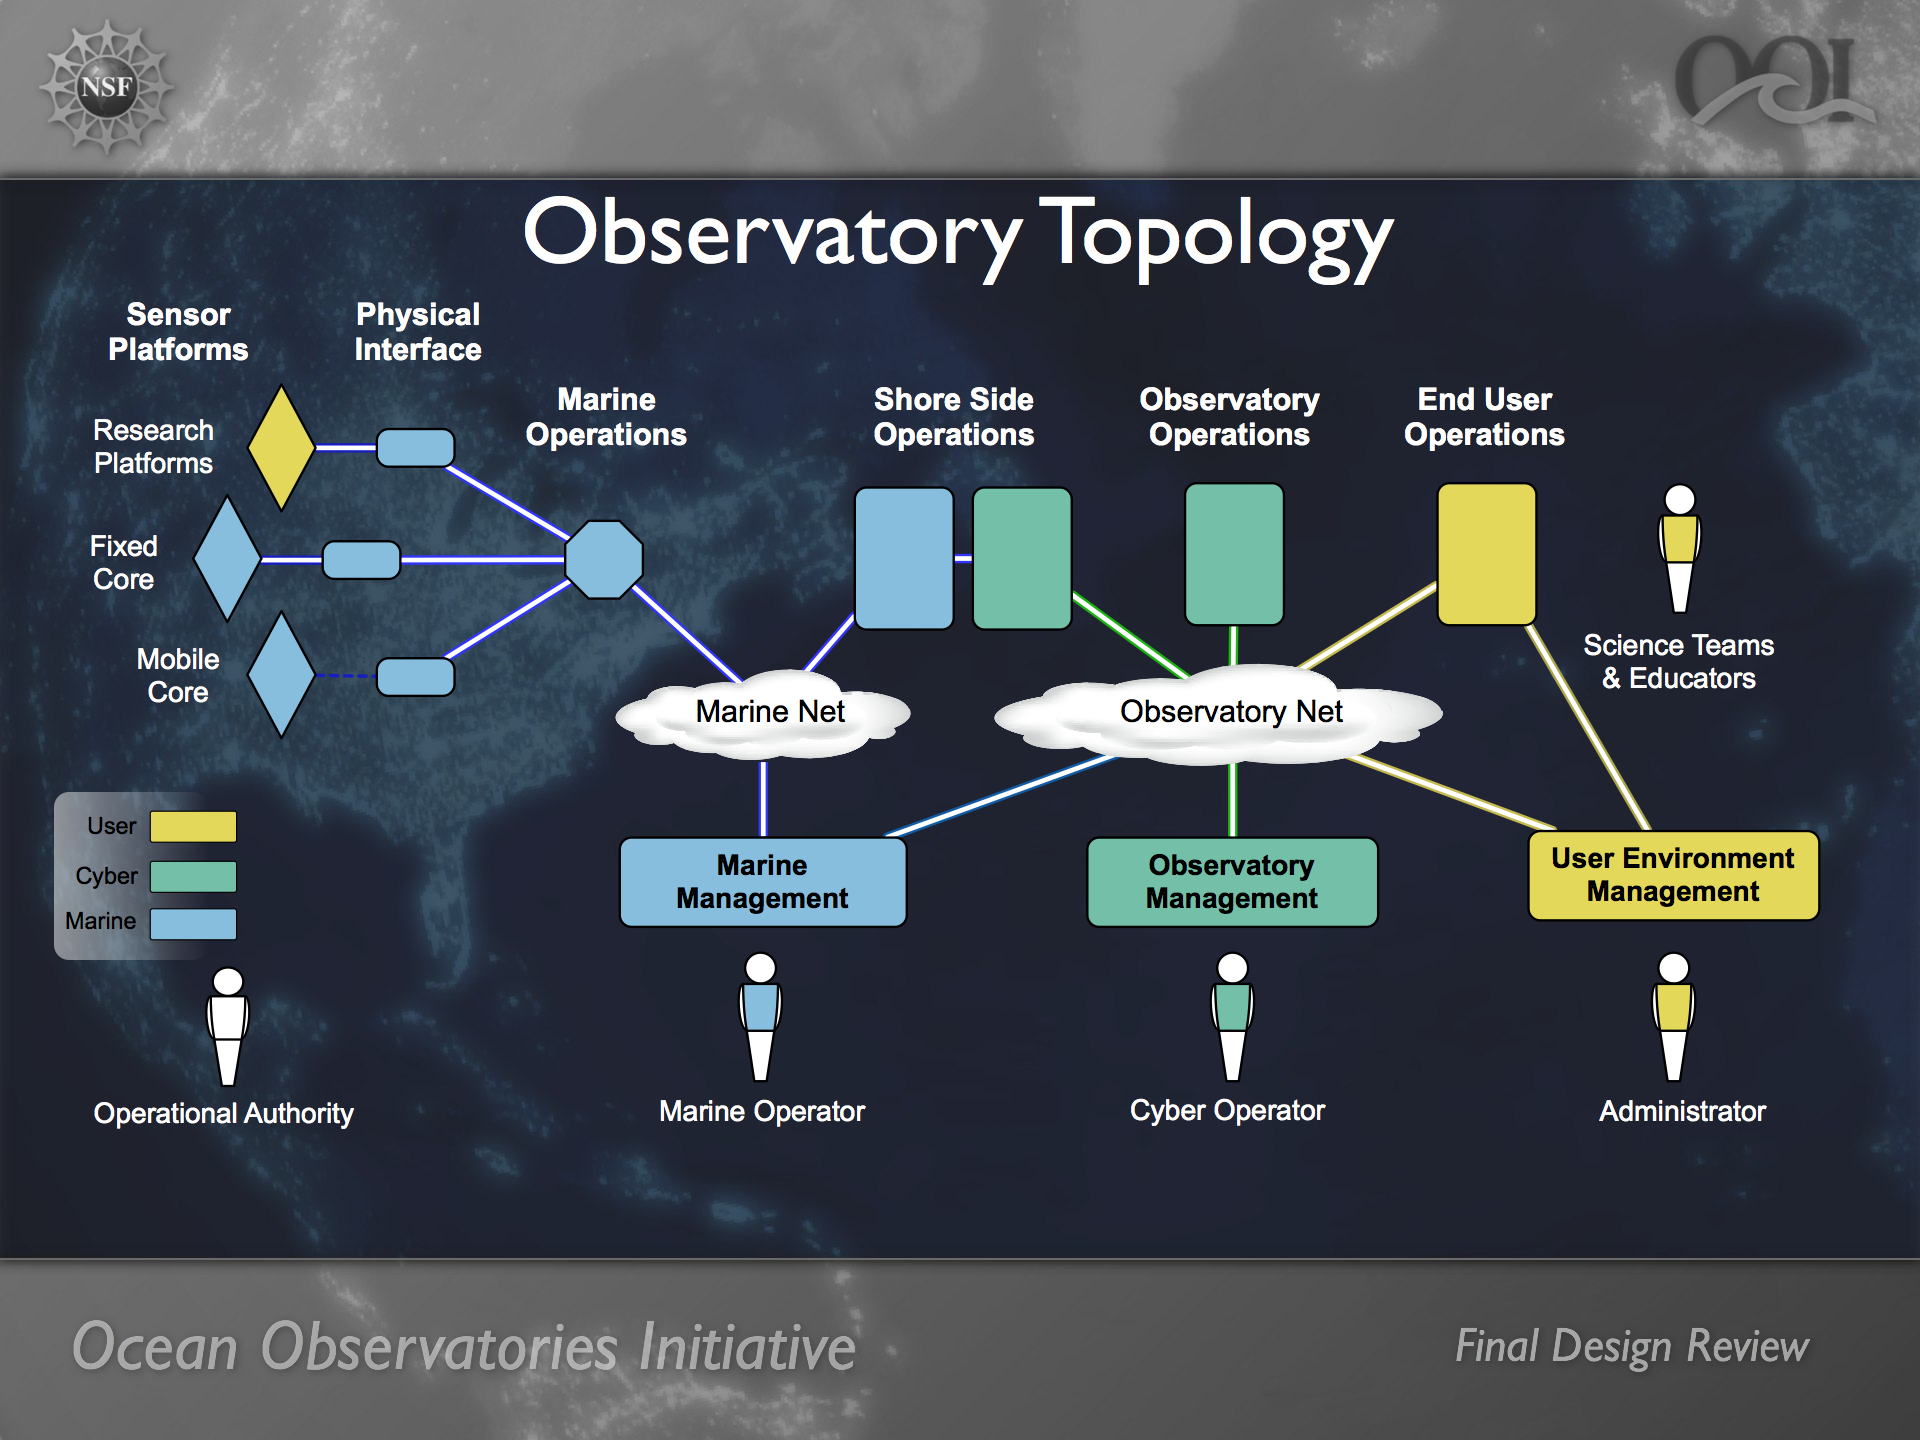 NSF
OOI
Observatory Topology
Sensor
Platforms
Physical
Interface
Marine
Operations
Shore Side
Operations
Observatory
Operations
End User
Operations
Research
Platforms
Fixed
Core
Mobile
Core
Science Teams
& Educators
Marine Net
Observatory Net
User
Cyber
Marine
Marine
Management
Observatory
Management
User Environment
Management
Operational Authority
Marine Operator
Cyber Operator
Administrator
Ocean Observatories Initiative
Final Design Review